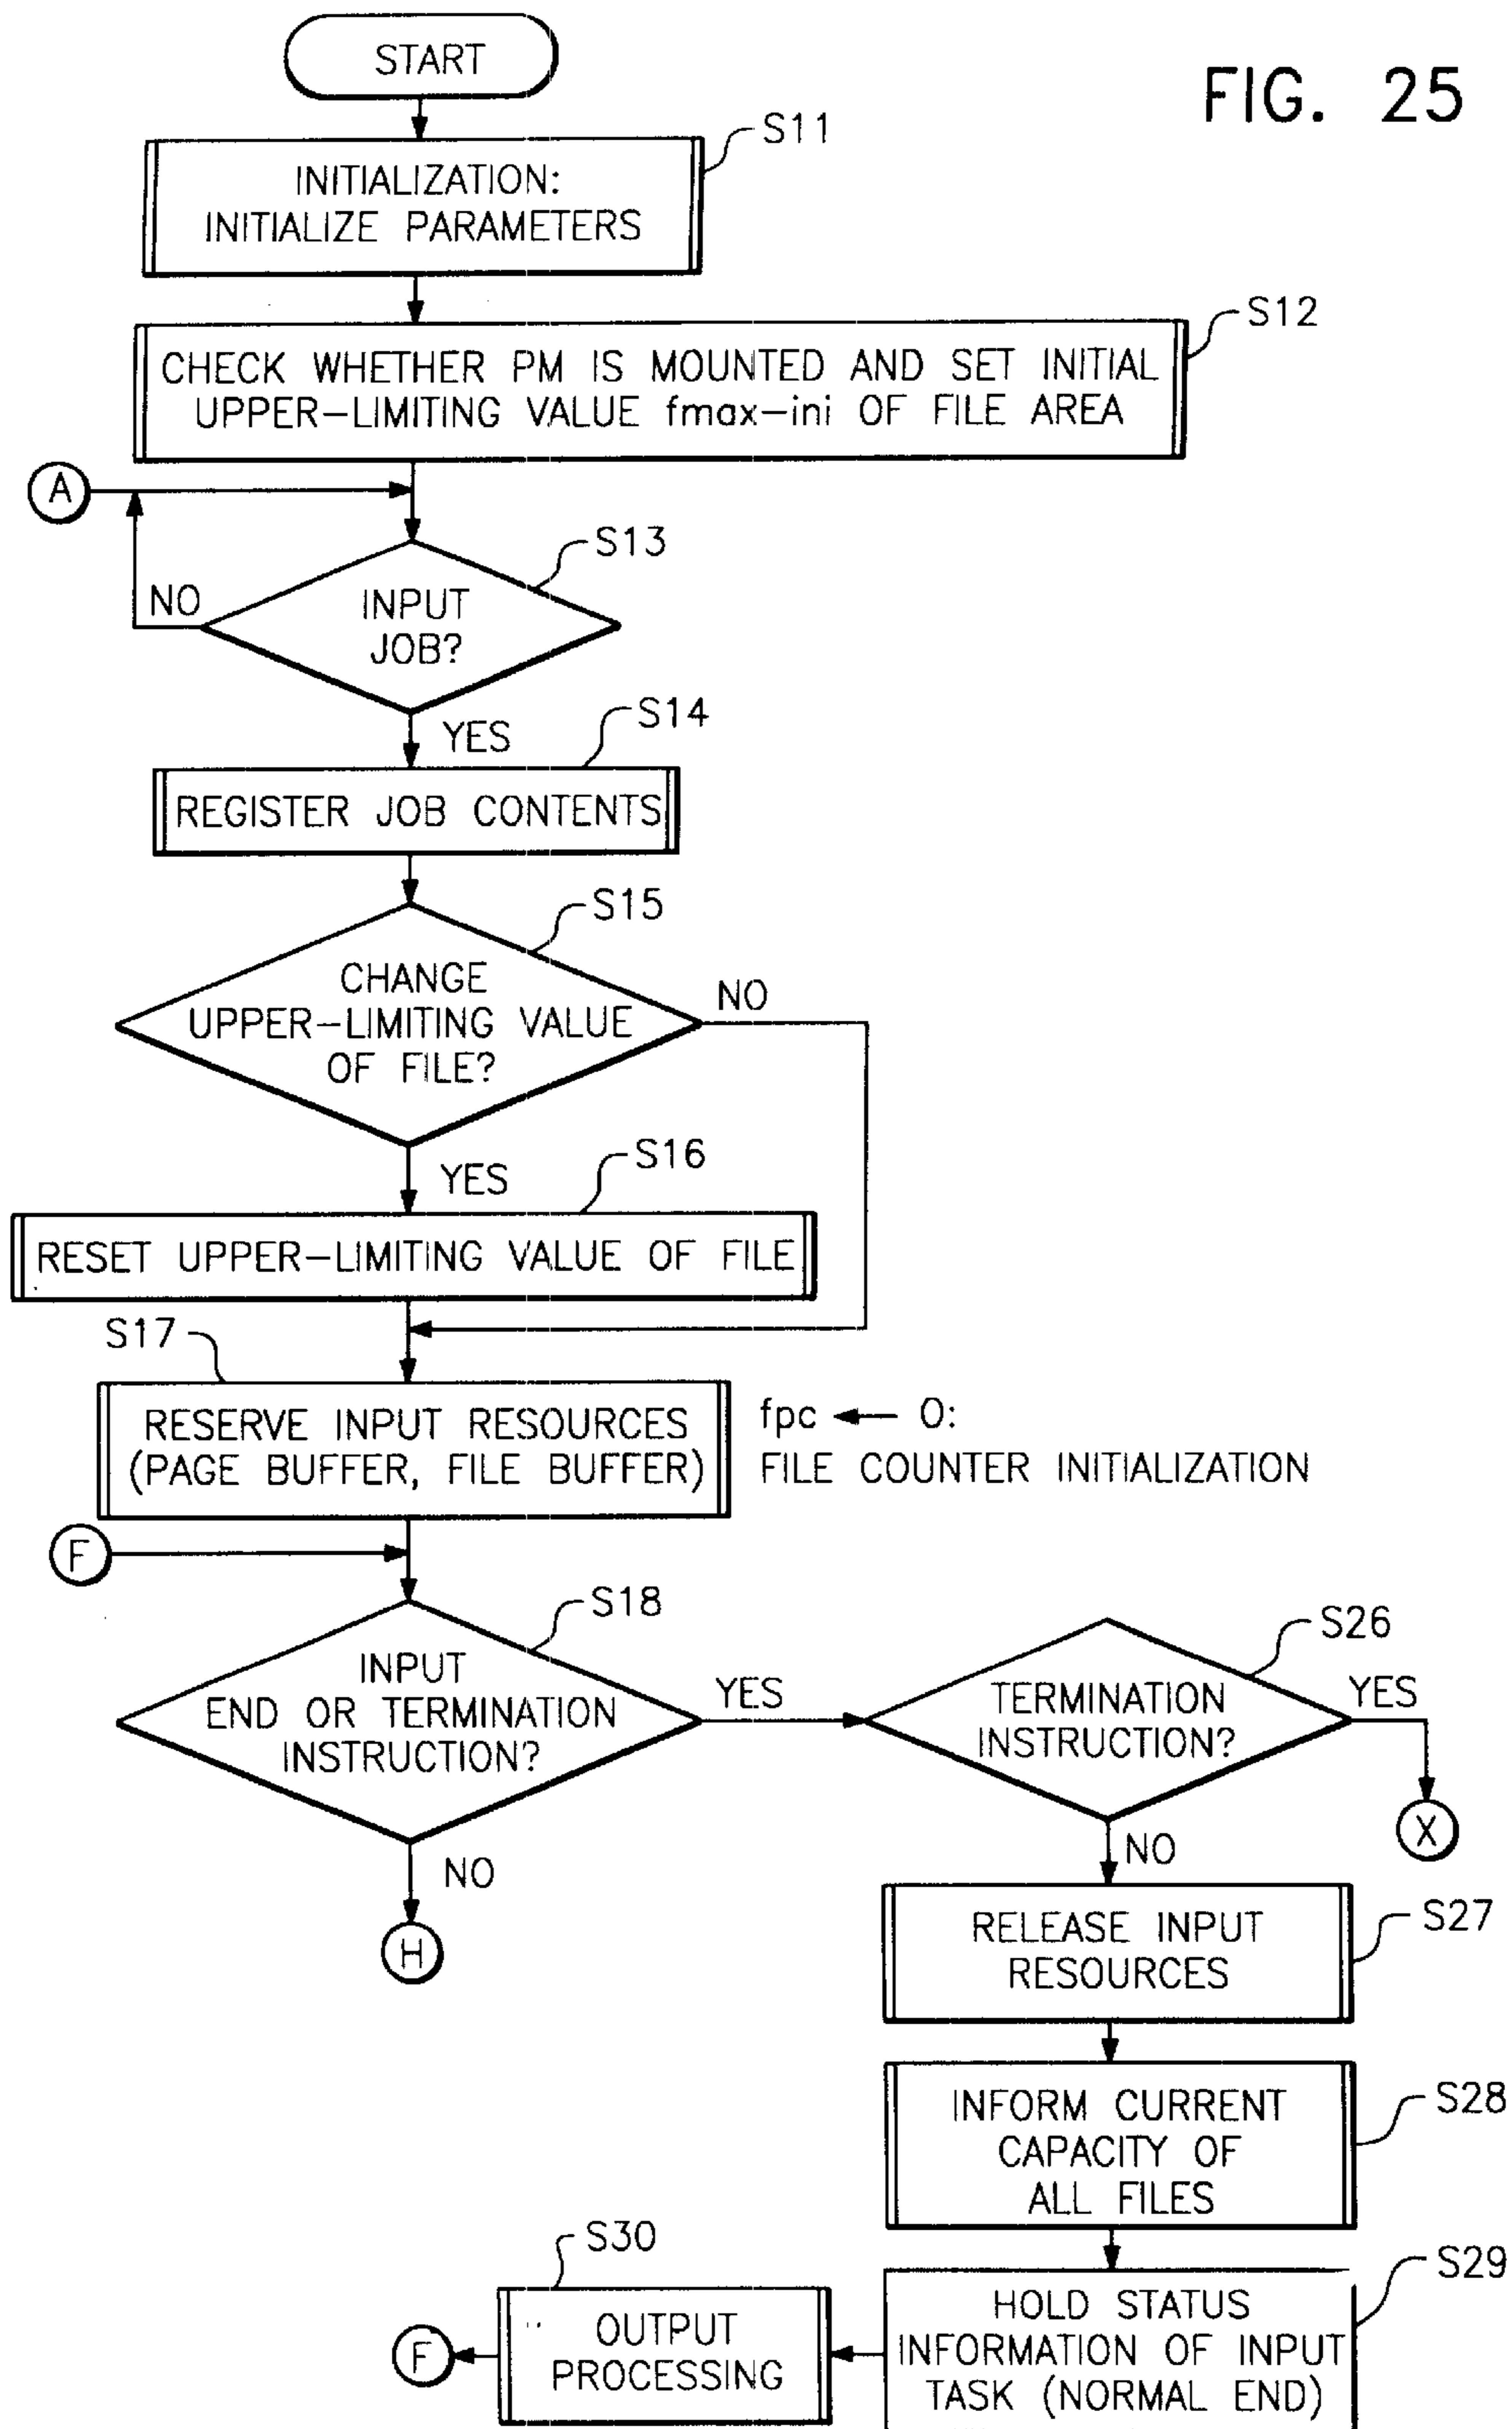 FIG. 25
START
S11
INITIALIZATION:
INITIALIZE PARAMETERS
S12
CHECK WHETHER PM IS MOUNTED AND SET INITIAL
UPPER-LIMITING VALUE fmax-ini OF FILE AREA
A
S13
NO
INPUT
JOB?
YES
S14
REGISTER JOB CONTENTS
S15
CHANGE
UPPER-LIMITING VALUE
OF FILE?
NO
YES
S16
RESET UPPER-LIMITING VALUE OF FILE
S17
RESERVE INPUT RESOURCES
(PAGE BUFFER, FILE BUFFER)
fpc ← 0:
FILE COUNTER INITIALIZATION
F
S18
INPUT
END OR TERMINATION
INSTRUCTION?
YES
NO
H
S26
TERMINATION
INSTRUCTION?
YES
X
NO
S27
RELEASE INPUT
RESOURCES
S28
INFORM CURRENT
CAPACITY OF
ALL FILES
S29
HOLD STATUS
INFORMATION OF INPUT
TASK (NORMAL END)
S30
OUTPUT
PROCESSING
F